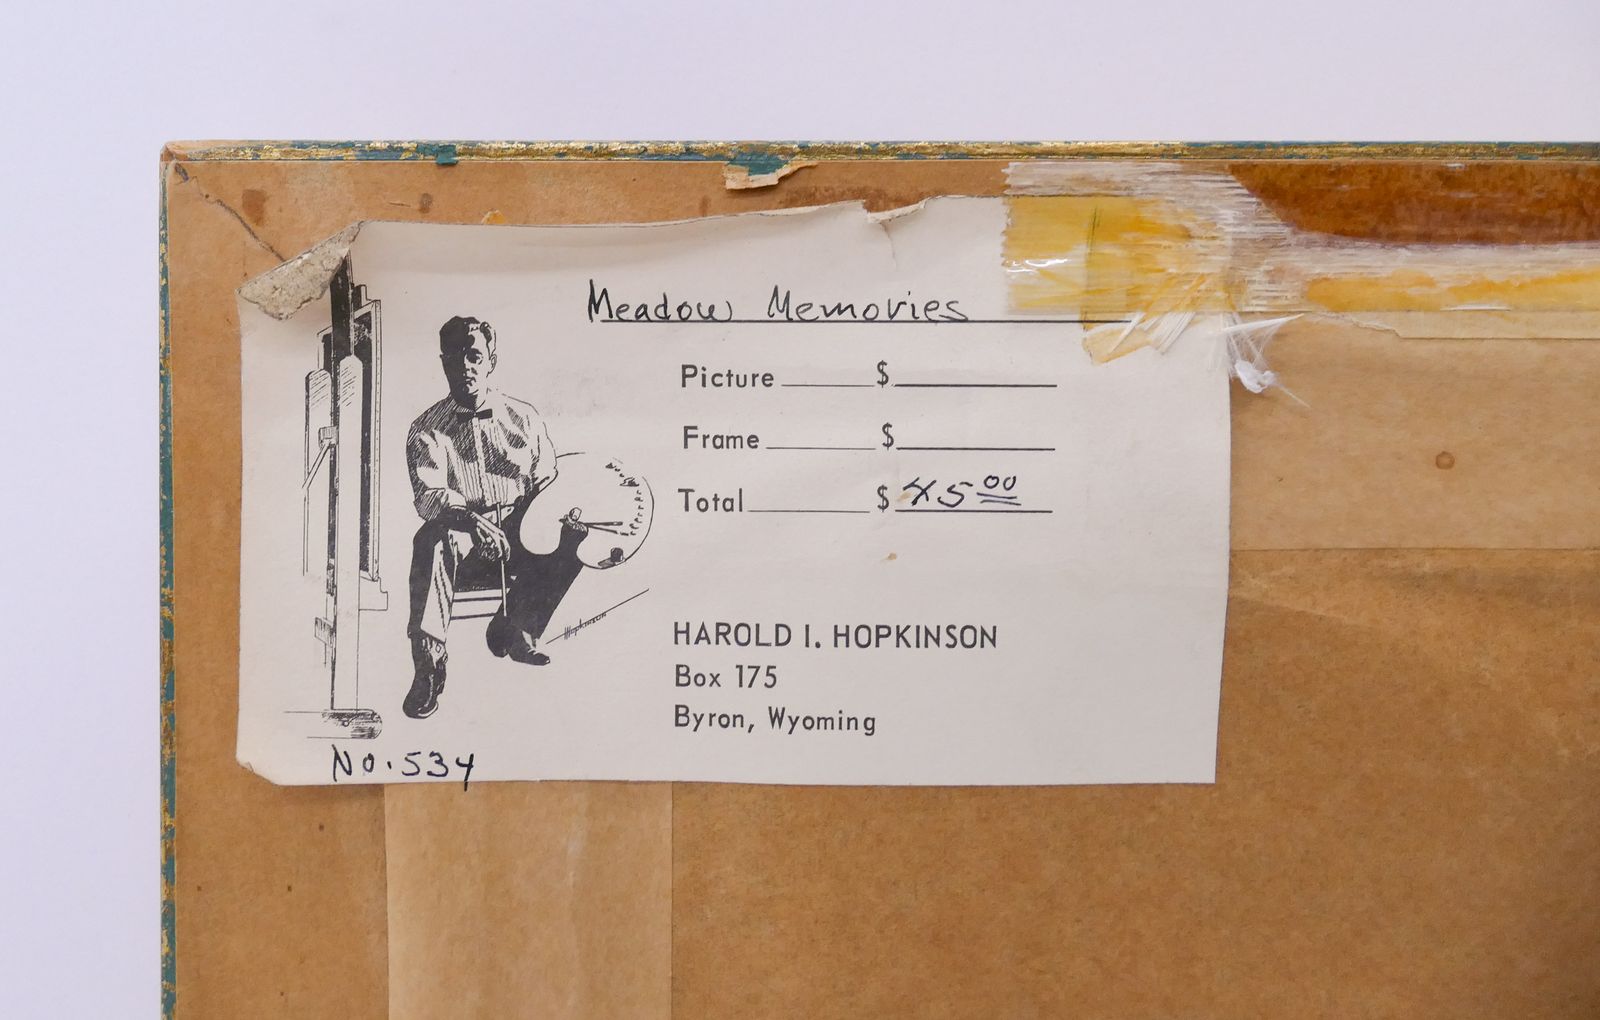 Meadow Memories
Picture $
Frame $
Total $ 45 00
Hopkinson
HAROLD I. HOPKINSON
Box 175
Byron, Wyoming
No. 534